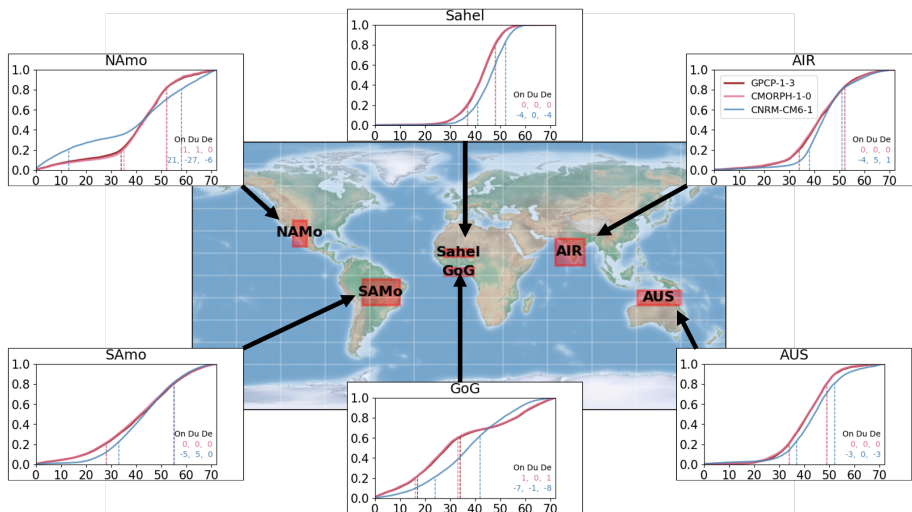 Sahel
1.0
0.8
0.6
0.4
0.2
0.0
On Du De
0, 0, 0
-4, 0, -4
0 10 20 30 40 50 60 70
NAmo
1.0
0.8
0.6
0.4
0.2
0.0
On Du De
1, 1, 0
21, -27, -6
0 10 20 30 40 50 60 70
AIR
1.0
0.8
0.6
0.4
0.2
0.0
GPCP-1-3
CMORPH-1-0
CNRM-CM6-1
On Du De
0, 0, 0
-4, 5, 1
0 10 20 30 40 50 60 70
NAMo
Sahel
GoG
AIR
SAMo
AUS
SAmo
1.0
0.8
0.6
0.4
0.2
0.0
On Du De
0, 0, 0
-5, 5, 0
0 10 20 30 40 50 60 70
GoG
1.0
0.8
0.6
0.4
0.2
0.0
On Du De
1, 0, 1
-7, -1, -8
0 10 20 30 40 50 60 70
AUS
1.0
0.8
0.6
0.4
0.2
0.0
On Du De
0, 0, 0
-3, 0, -3
0 10 20 30 40 50 60 70